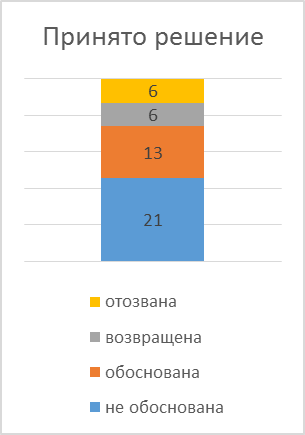 Принято решение
6
6
13
21
отозвана
возвращена
обоснована
не обоснована